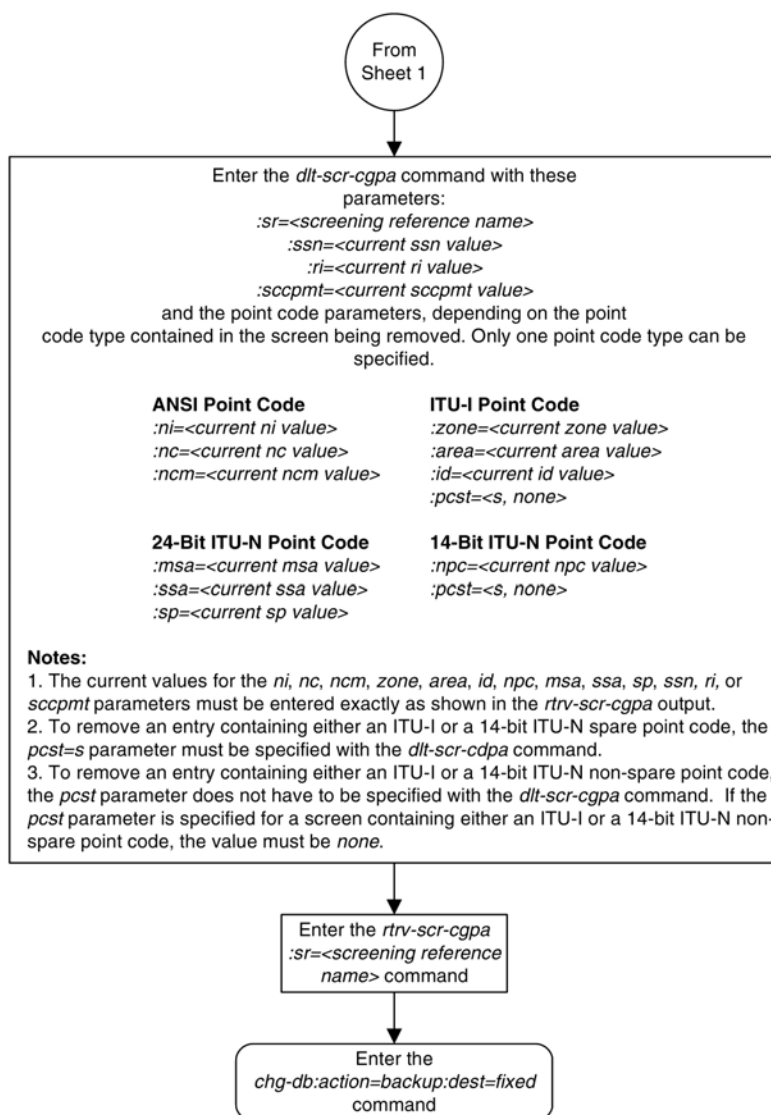 From
Sheet 1
Enter the dlt-scr-cgpa command with these
parameters:
:sr=<screening reference name>
:ssn=<current ssn value>
:ri=<current ri value>
:sccpmt=<current sccpmt value>
and the point code parameters, depending on the point
code type contained in the screen being removed. Only one point code type can be
specified.
ANSI Point Code
:ni=<current ni value>
:nc=<current nc value>
:ncm=<current ncm value>
ITU-I Point Code
:zone=<current zone value>
:area=<current area value>
:id=<current id value>
:pcst=<s, none>
24-Bit ITU-N Point Code
:msa=<current msa value>
:ssa=<current ssa value>
:sp=<current sp value>
14-Bit ITU-N Point Code
:npc=<current npc value>
:pcst=<s, none>
Notes:
1. The current values for the ni, nc, ncm, zone, area, id, npc, msa, ssa, sp, ssn, ri, or
sccpmt parameters must be entered exactly as shown in the rtrv-scr-cgpa output.
2. To remove an entry containing either an ITU-I or a 14-bit ITU-N spare point code, the
pcst=s parameter must be specified with the dlt-scr-cdpa command.
3. To remove an entry containing either an ITU-I or a 14-bit ITU-N non-spare point code,
the pcst parameter does not have to be specified with the dlt-scr-cgpa command. If the
pcst parameter is specified for a screen containing either an ITU-I or a 14-bit ITU-N non-
spare point code, the value must be none.
Enter the rtrv-scr-cgpa
:sr=<screening reference
name> command
Enter the
chg-db:action=backup:dest=fixed
command